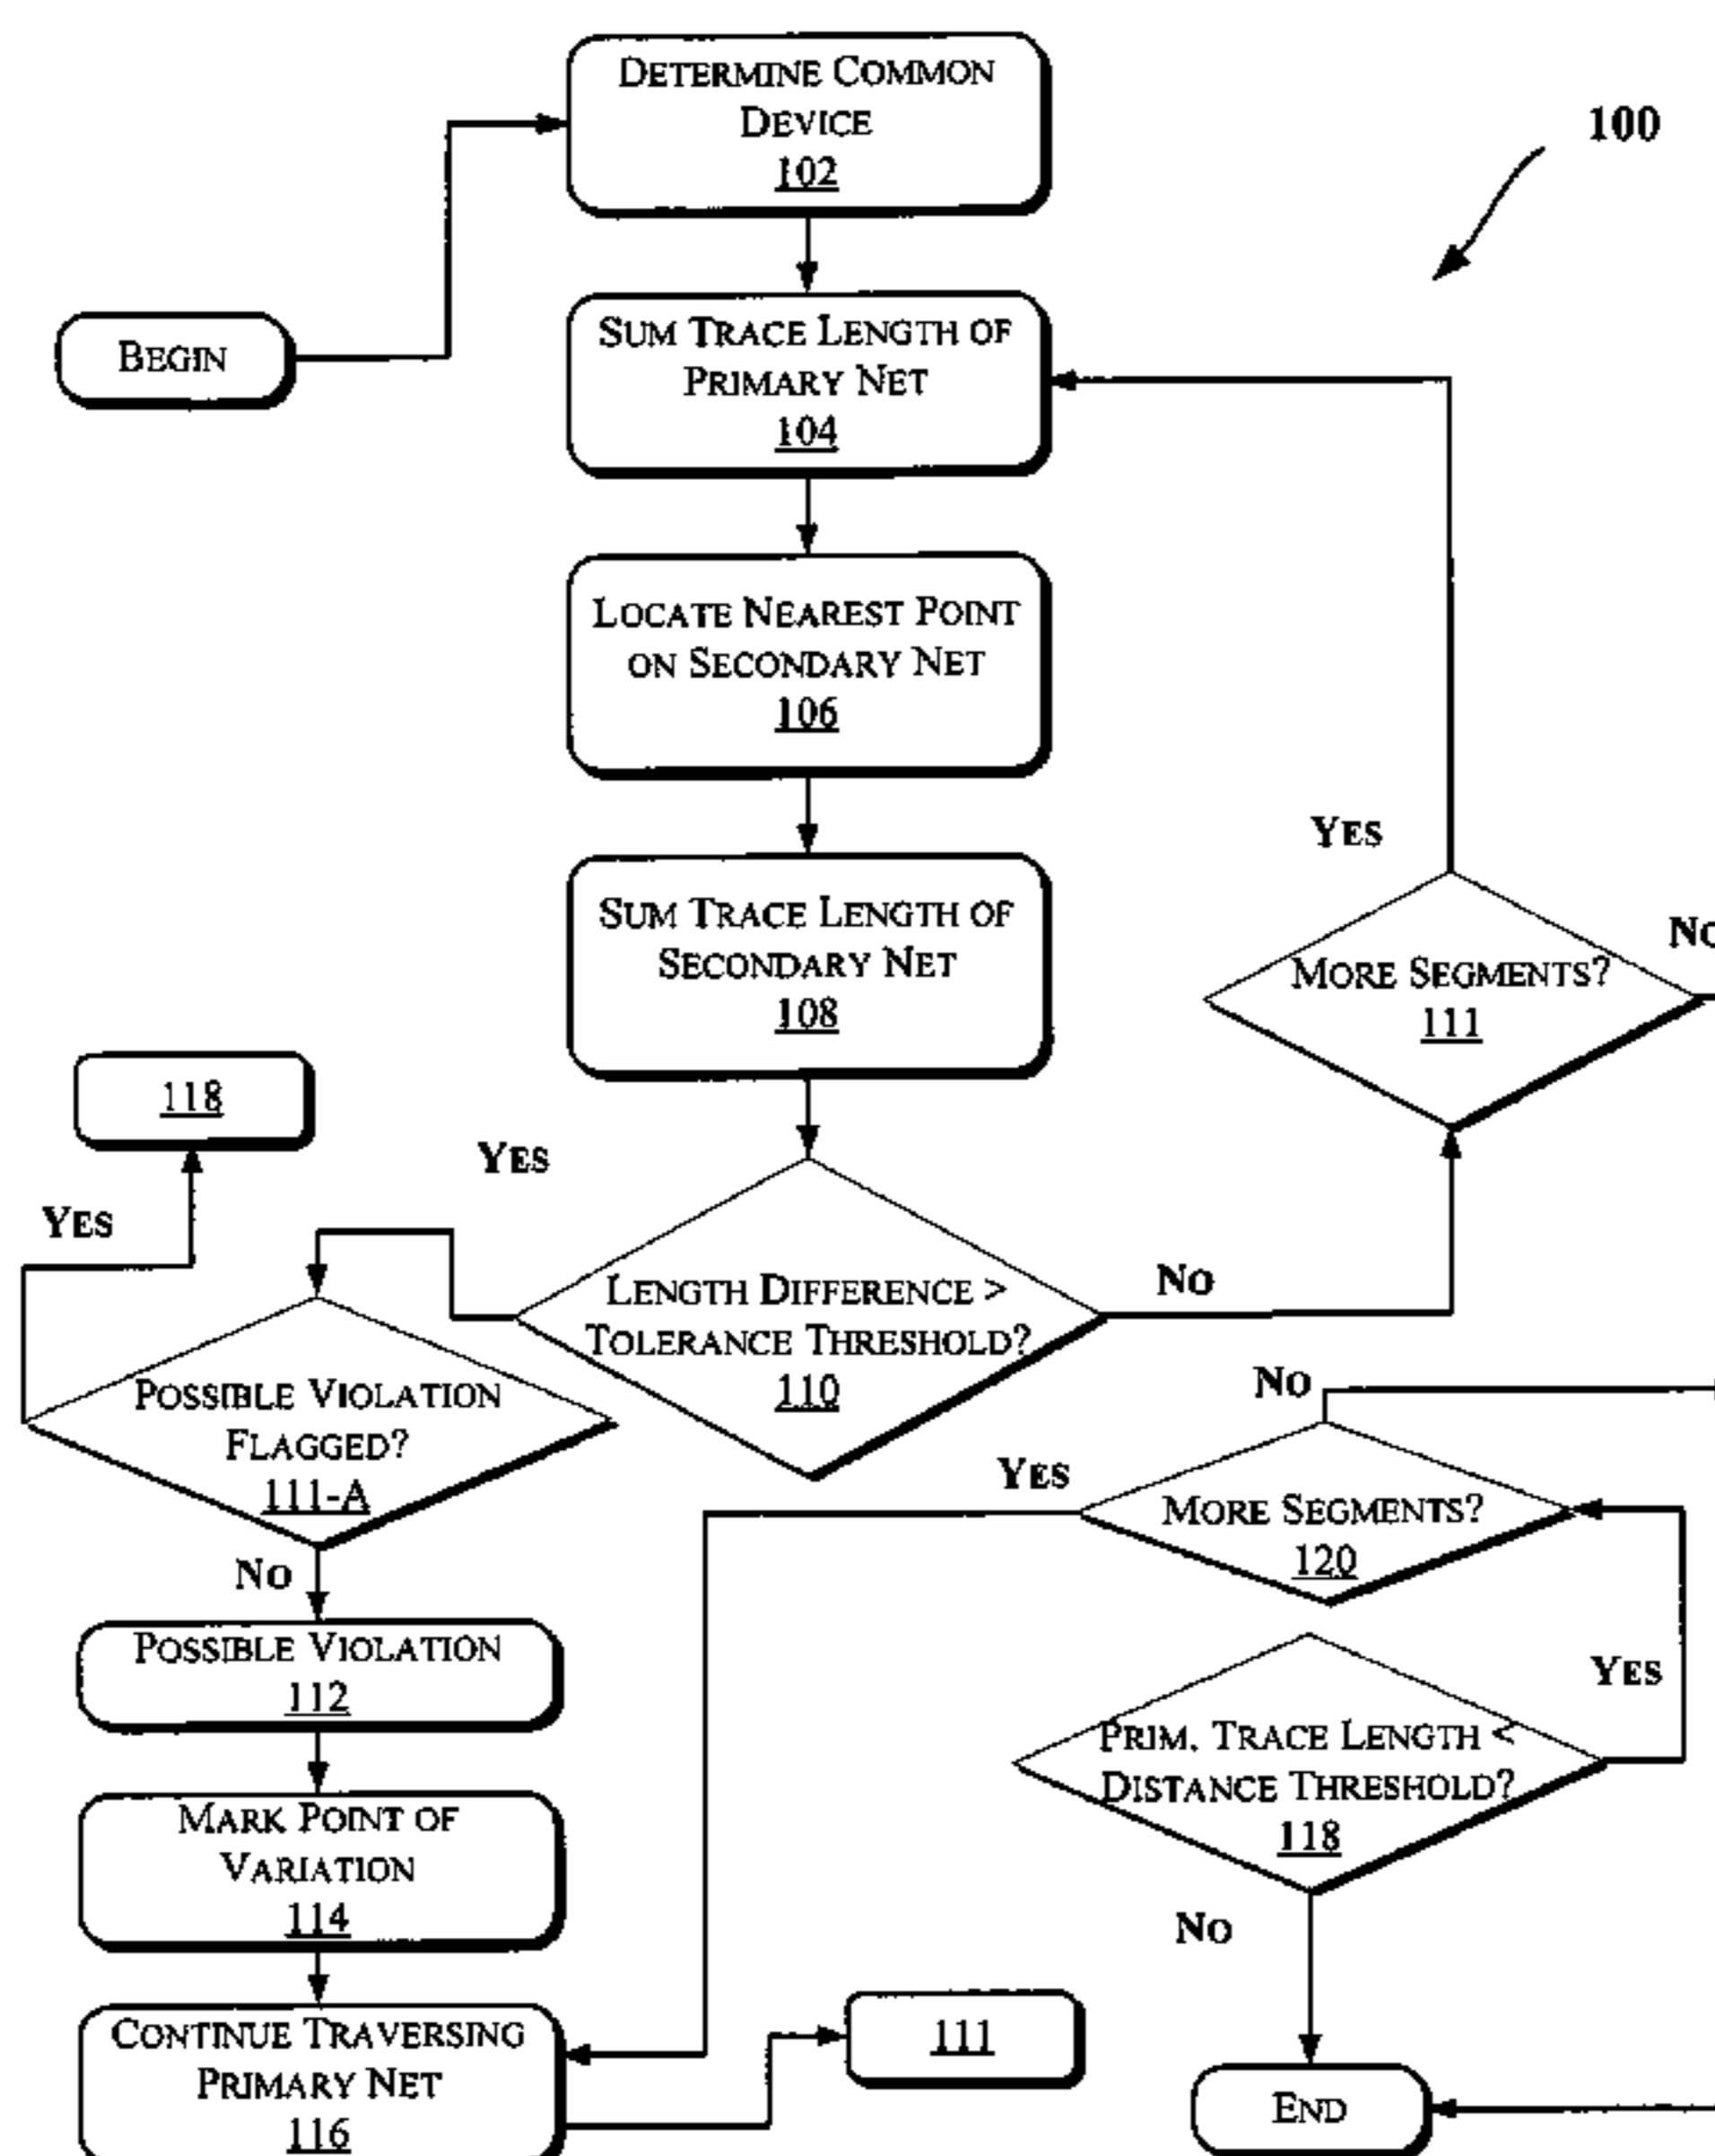 DETERMINE COMMON
DEVICE
102
100
BEGIN
SUM TRACE LENGTH OF
PRIMARY NET
104
LOCATE NEAREST POINT
ON SECONDARY NET
106
YES
SUM TRACE LENGTH OF
SECONDARY NET
108
MORE SEGMENTS?
111
NO
118
YES
YES
LENGTH DIFFERENCE >
TOLERANCE THRESHOLD?
110
NO
POSSIBLE VIOLATION
FLAGGED?
111-A
NO
NO
YES
MORE SEGMENTS?
120
POSSIBLE VIOLATION
112
YES
PRIM. TRACE LENGTH <
DISTANCE THRESHOLD?
118
MARK POINT OF
VARIATION
114
NO
CONTINUE TRAVERSING
PRIMARY NET
116
111
END